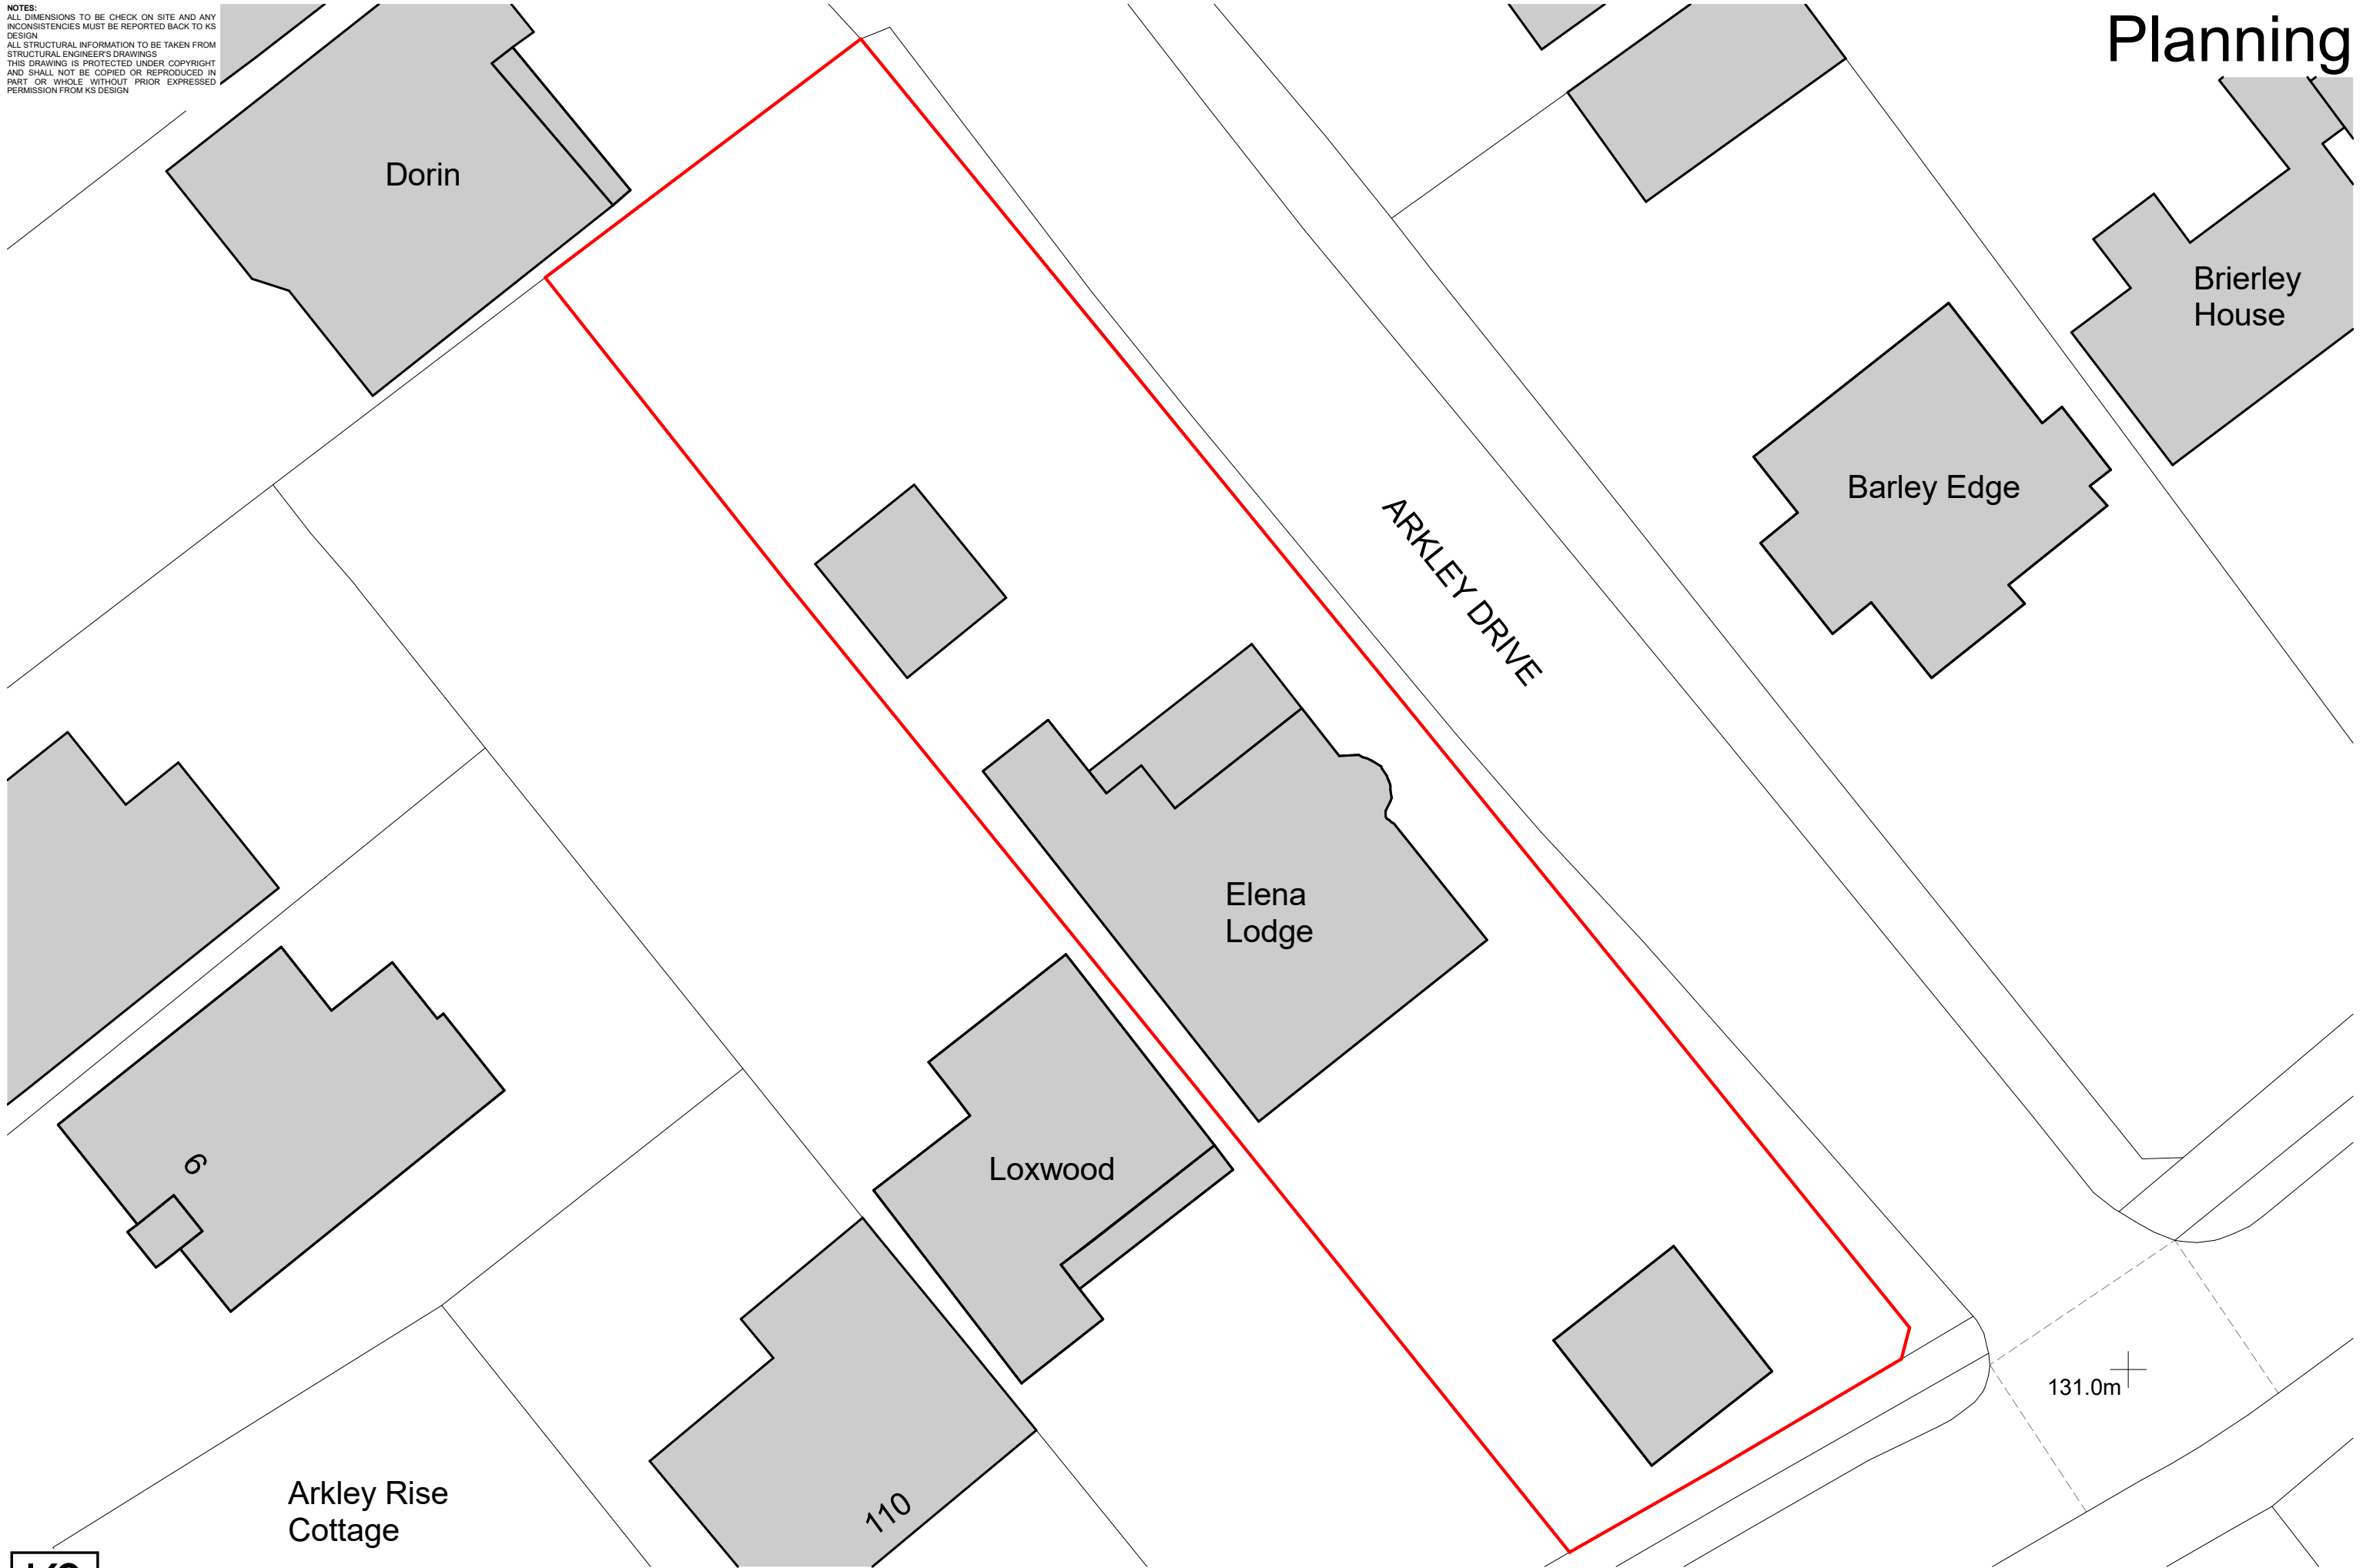 NOTES:
ALL DIMENSIONS TO BE CHECK ON SITE AND ANY
INCONSISTENCIES MUST BE REPORTED BACK TO KS
DESIGN
ALL STRUCTURAL INFORMATION TO BE TAKEN FROM
STRUCTURAL ENGINEER'S DRAWINGS
THIS DRAWING IS PROTECTED UNDER COPYRIGHT
AND SHALL NOT BE COPIED OR REPRODUCED IN
PART OR WHOLE WITHOUT PRIOR EXPRESSED
PERMISSION FROM KS DESIGN
Planning
Dorin
Brierley
House
Barley Edge
ARKLEY DRIVE
Elena
Lodge
Loxwood
6
131.0m
Arkley Rise
Cottage
110